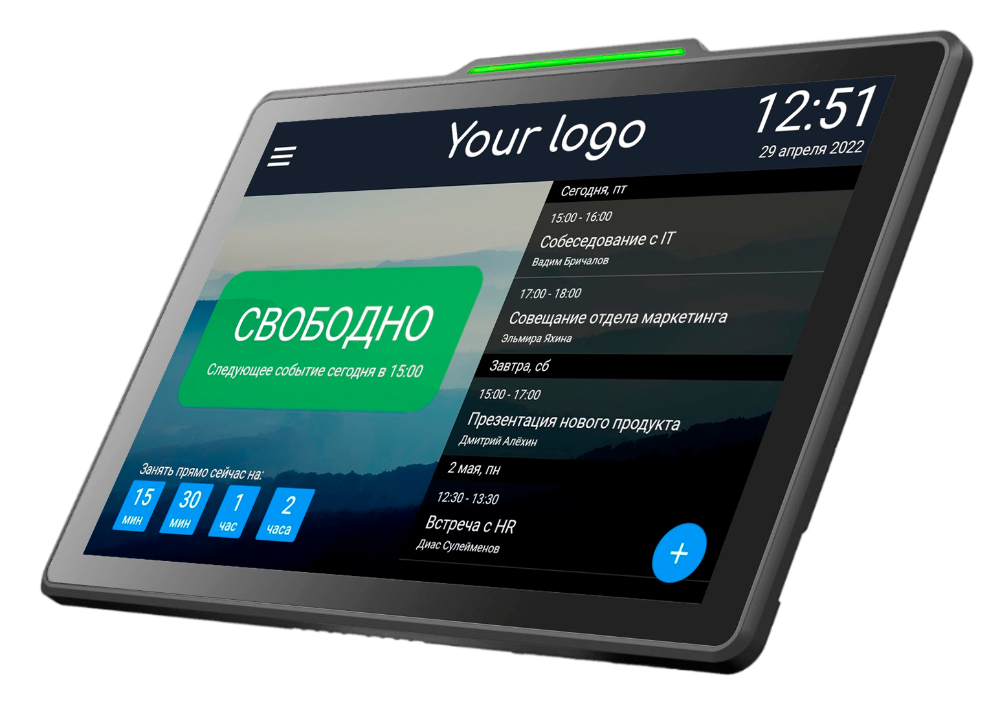 Your logo
12:51
29 апреля 2022
СВОБОДНО
Следующее событие сегодня в 15:00
Занять прямо сейчас на:
15 мин
30 мин
1 час
2 часа
Сегодня, пт
15:00 - 16:00
Собеседование с IT
Вадим Бричалов
17:00 - 18:00
Совещание отдела маркетинга
Эльмира Яхина
Завтра, сб
15:00 - 17:00
Презентация нового продукта
Дмитрий Алёхин
2 мая, пн
12:30 - 13:30
Встреча с HR
Диас Сулейменов
+